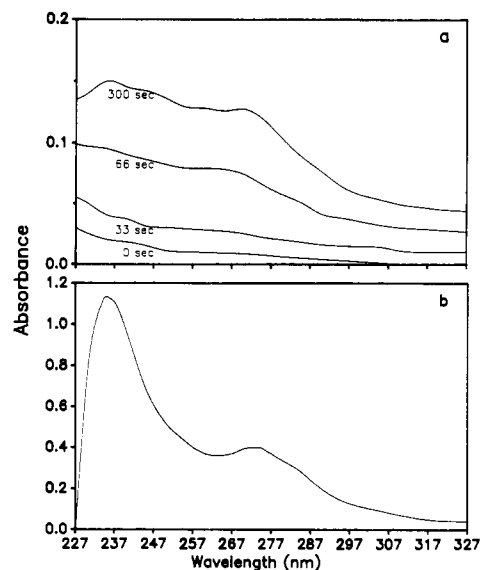 0.2
a
300 sec
0.1
66 sec
33 sec
0 sec
0.0
Absorbance
1.2
b
1.0
0.8
0.6
0.4
0.2
0.0
227 237 247 257 267 277 287 297 307 317 327
Wavelength (nm)